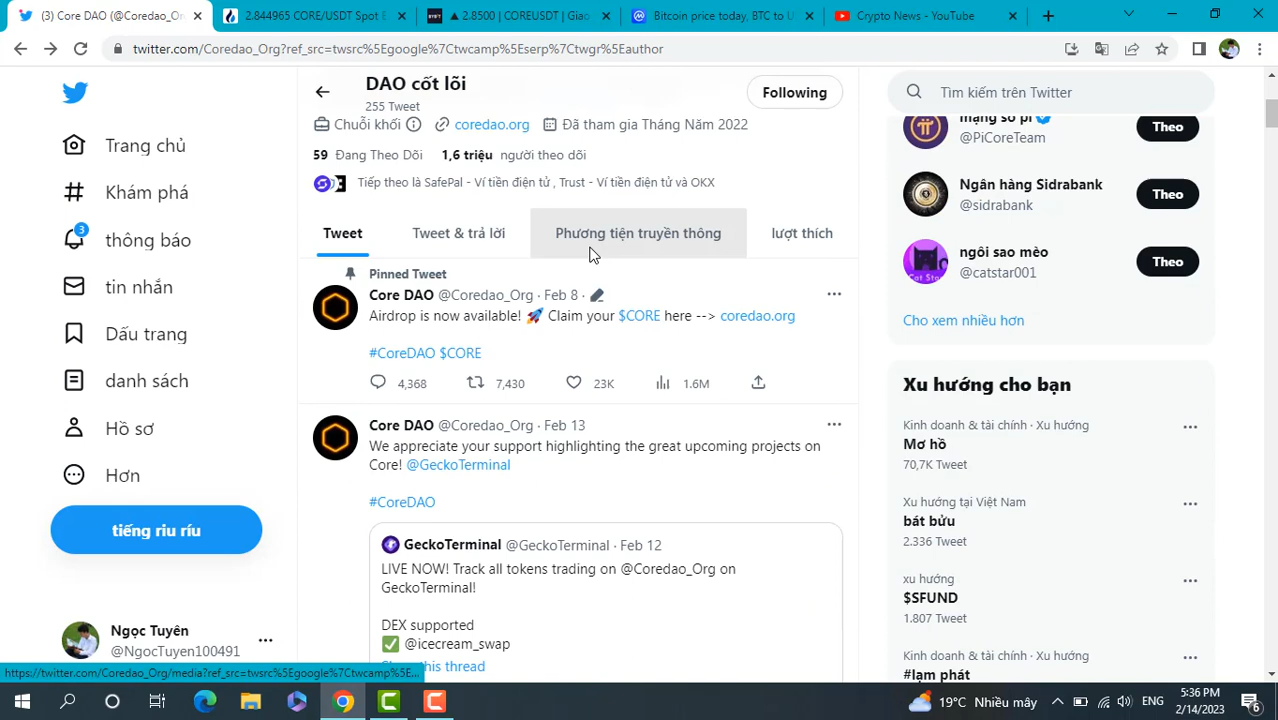 (3) Core DAO (@Coredao_Or
2.844965 CORE/USDT Spot E
▲ 2.8500 | COREUSDT | Giao
Bitcoin price today, BTC to U
Crypto News - YouTube
twitter.com/Coredao_Org?ref_src=twsrc%5Egoogle%7Ctwcamp%5Eserp%7Ctwgr%5Eauthor
Trang chủ
Khám phá
3
thông báo
tin nhắn
Dấu trang
danh sách
Hồ sơ
Hơn
tiếng riu ríu
Ngọc Tuyên
@NgocTuyen100491
DAO cốt lõi
255 Tweet
Following
Chuỗi khối
coredao.org
Đã tham gia Tháng Năm 2022
59 Đang Theo Dõi 1,6 triệu người theo dõi
Tiếp theo là SafePal - Ví tiền điện tử , Trust - Ví tiền điện tử và OKX
Tweet
Tweet & trả lời
Phương tiện truyền thông
lượt thích
Pinned Tweet
Core DAO @Coredao_Org · Feb 8 ·
Airdrop is now available! 🚀 Claim your $CORE here --> coredao.org
#CoreDAO $CORE
4,368 7,430 23K 1.6M
Core DAO @Coredao_Org · Feb 13
We appreciate your support highlighting the great upcoming projects on
Core! @GeckoTerminal
#CoreDAO
GeckoTerminal @GeckoTerminal · Feb 12
LIVE NOW! Track all tokens trading on @Coredao_Org on
GeckoTerminal!
DEX supported
✅ @icecream_swap
this thread
Tìm kiếm trên Twitter
mạng số pi
@PiCoreTeam
Theo
Ngân hàng Sidrabank
@sidrabank
Theo
ngôi sao mèo
@catstar001
Theo
Cho xem nhiều hơn
Xu hướng cho bạn
Kinh doanh & tài chính · Xu hướng
Mơ hồ
70,7K Tweet
Xu hướng tại Việt Nam
bát bửu
2.336 Tweet
xu hướng
$SFUND
1.807 Tweet
Kinh doanh & tài chính · Xu hướng
#lạm phát
https://twitter.com/Coredao_Org/media?ref_src=twsrc%5Egoogle%7Ctwcamp%5E...
19°C Nhiều mây
ENG
5:36 PM
2/14/2023
6